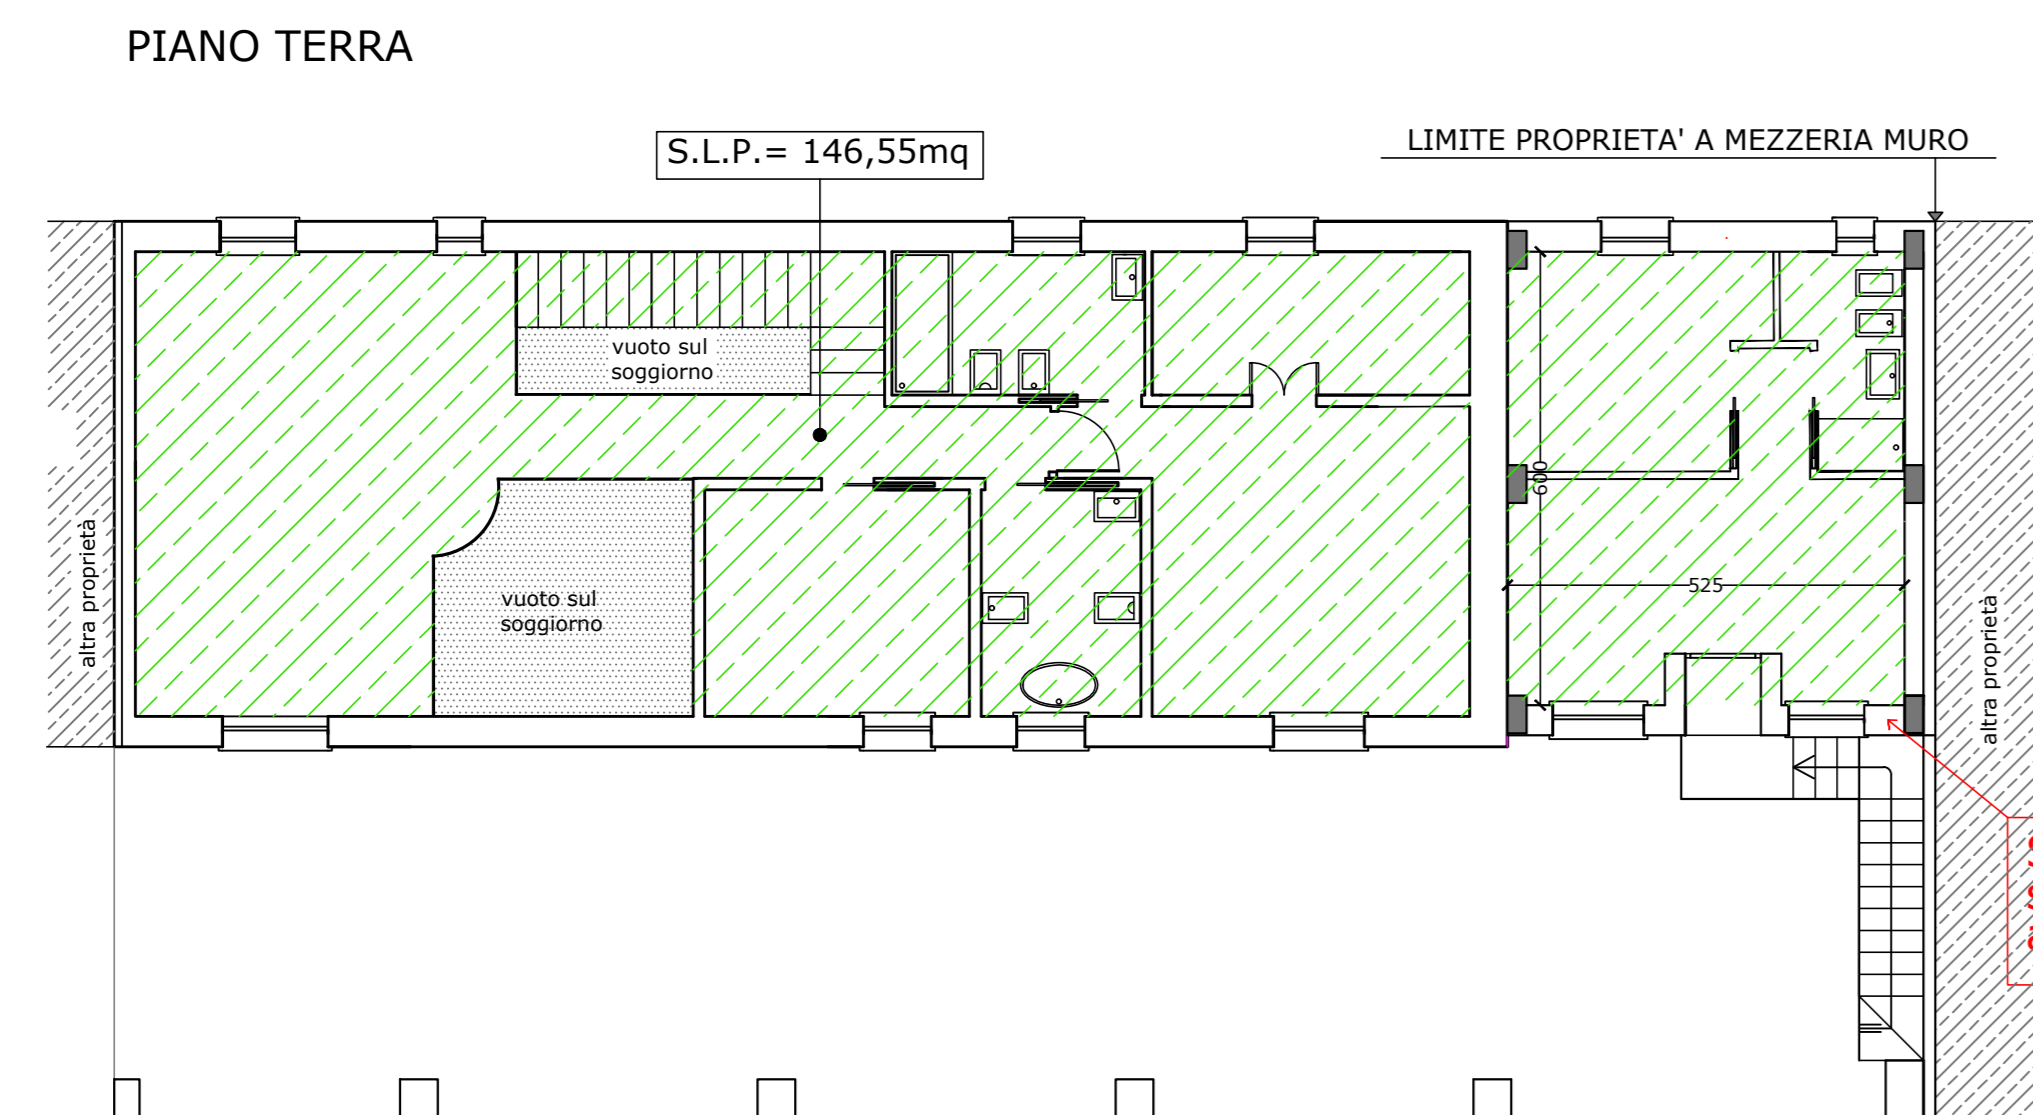 PIANO TERRA
S.L.P.= 146,55mq
LIMITE PROPRIETA' A MEZZERIA MURO
vuoto sul
soggiorno
600
altra proprietà
525
vuoto sul
soggiorno
altra proprietà